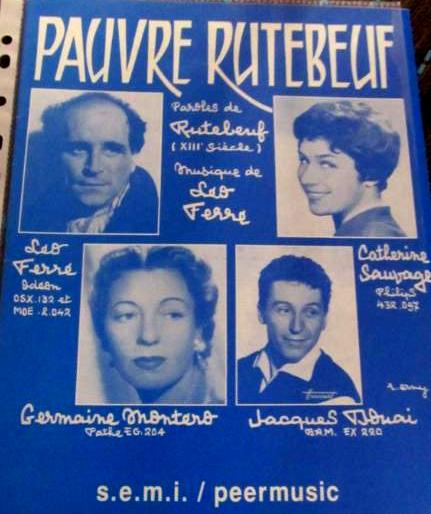 PAUVRE RUTEBEUF
Paroles de
Rutebeuf
(XIIIe Siècle)
Musique de
Léo
Ferré
Léo
Ferré
Odéon
OSX.132 et
MOE.2.042
Catherine
Sauvage
Philips
432.097
Germaine Montero
Pathé EG.204
Jacques Douai
BAM. EX 220
s.e.m.i. / peermusic